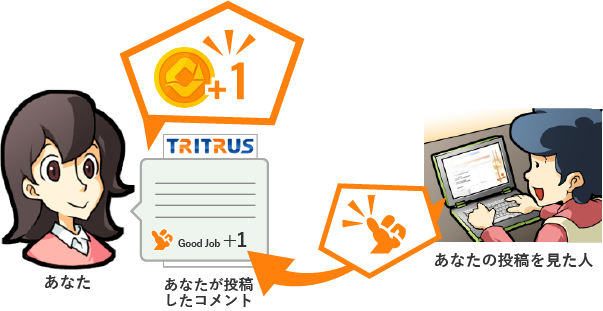 +1
TRITRUS
Good Job +1
あなた
あなたが投稿
したコメント
あなたの投稿を見た人